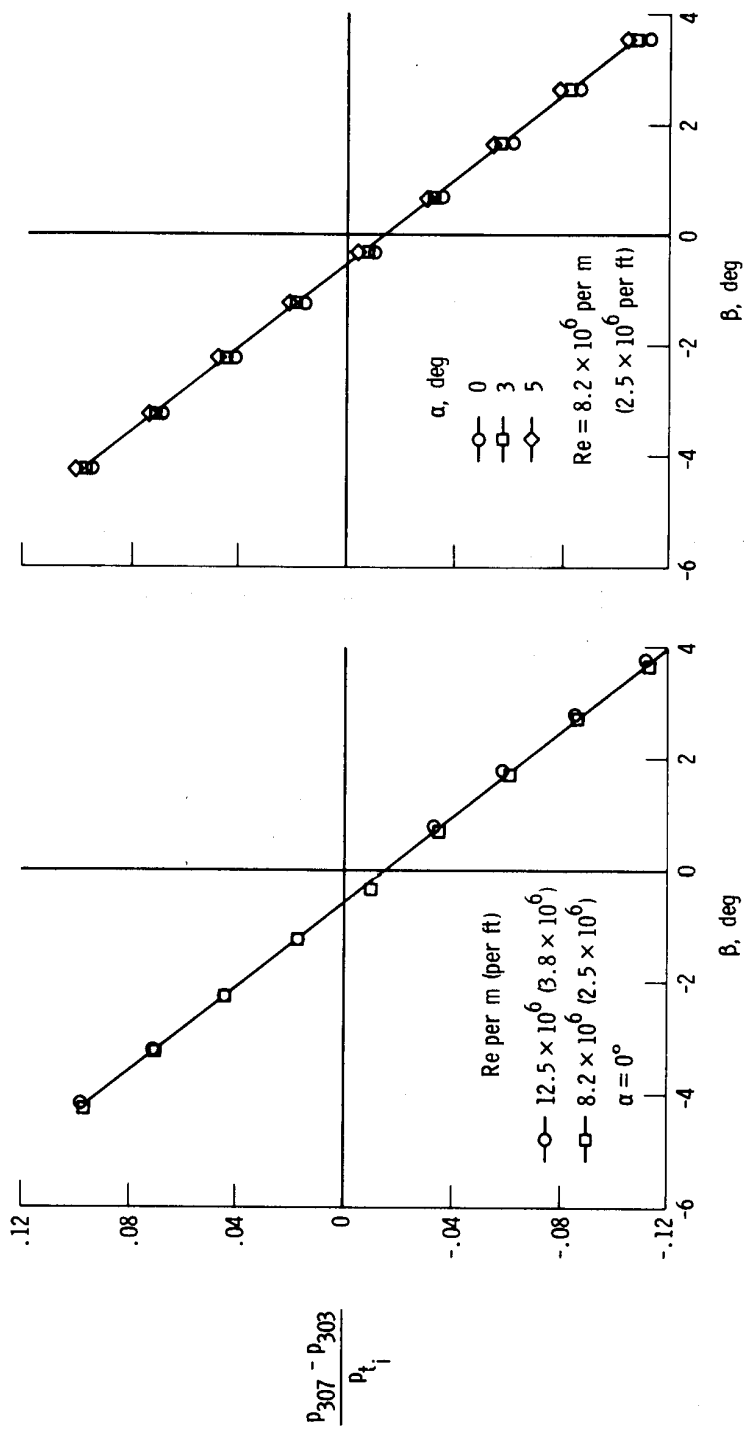 .12
.08
.04
0
-.04
-.08
-.12
p307 - p303
pti
Re per m (per ft)
12.5 × 10^6 (3.8 × 10^6)
8.2 × 10^6 (2.5 × 10^6)
α = 0°
-6
-4
-2
0
2
4
β, deg
α, deg
0
3
5
Re = 8.2 × 10^6 per m
(2.5 × 10^6 per ft)
-6
-4
-2
0
2
4
β, deg